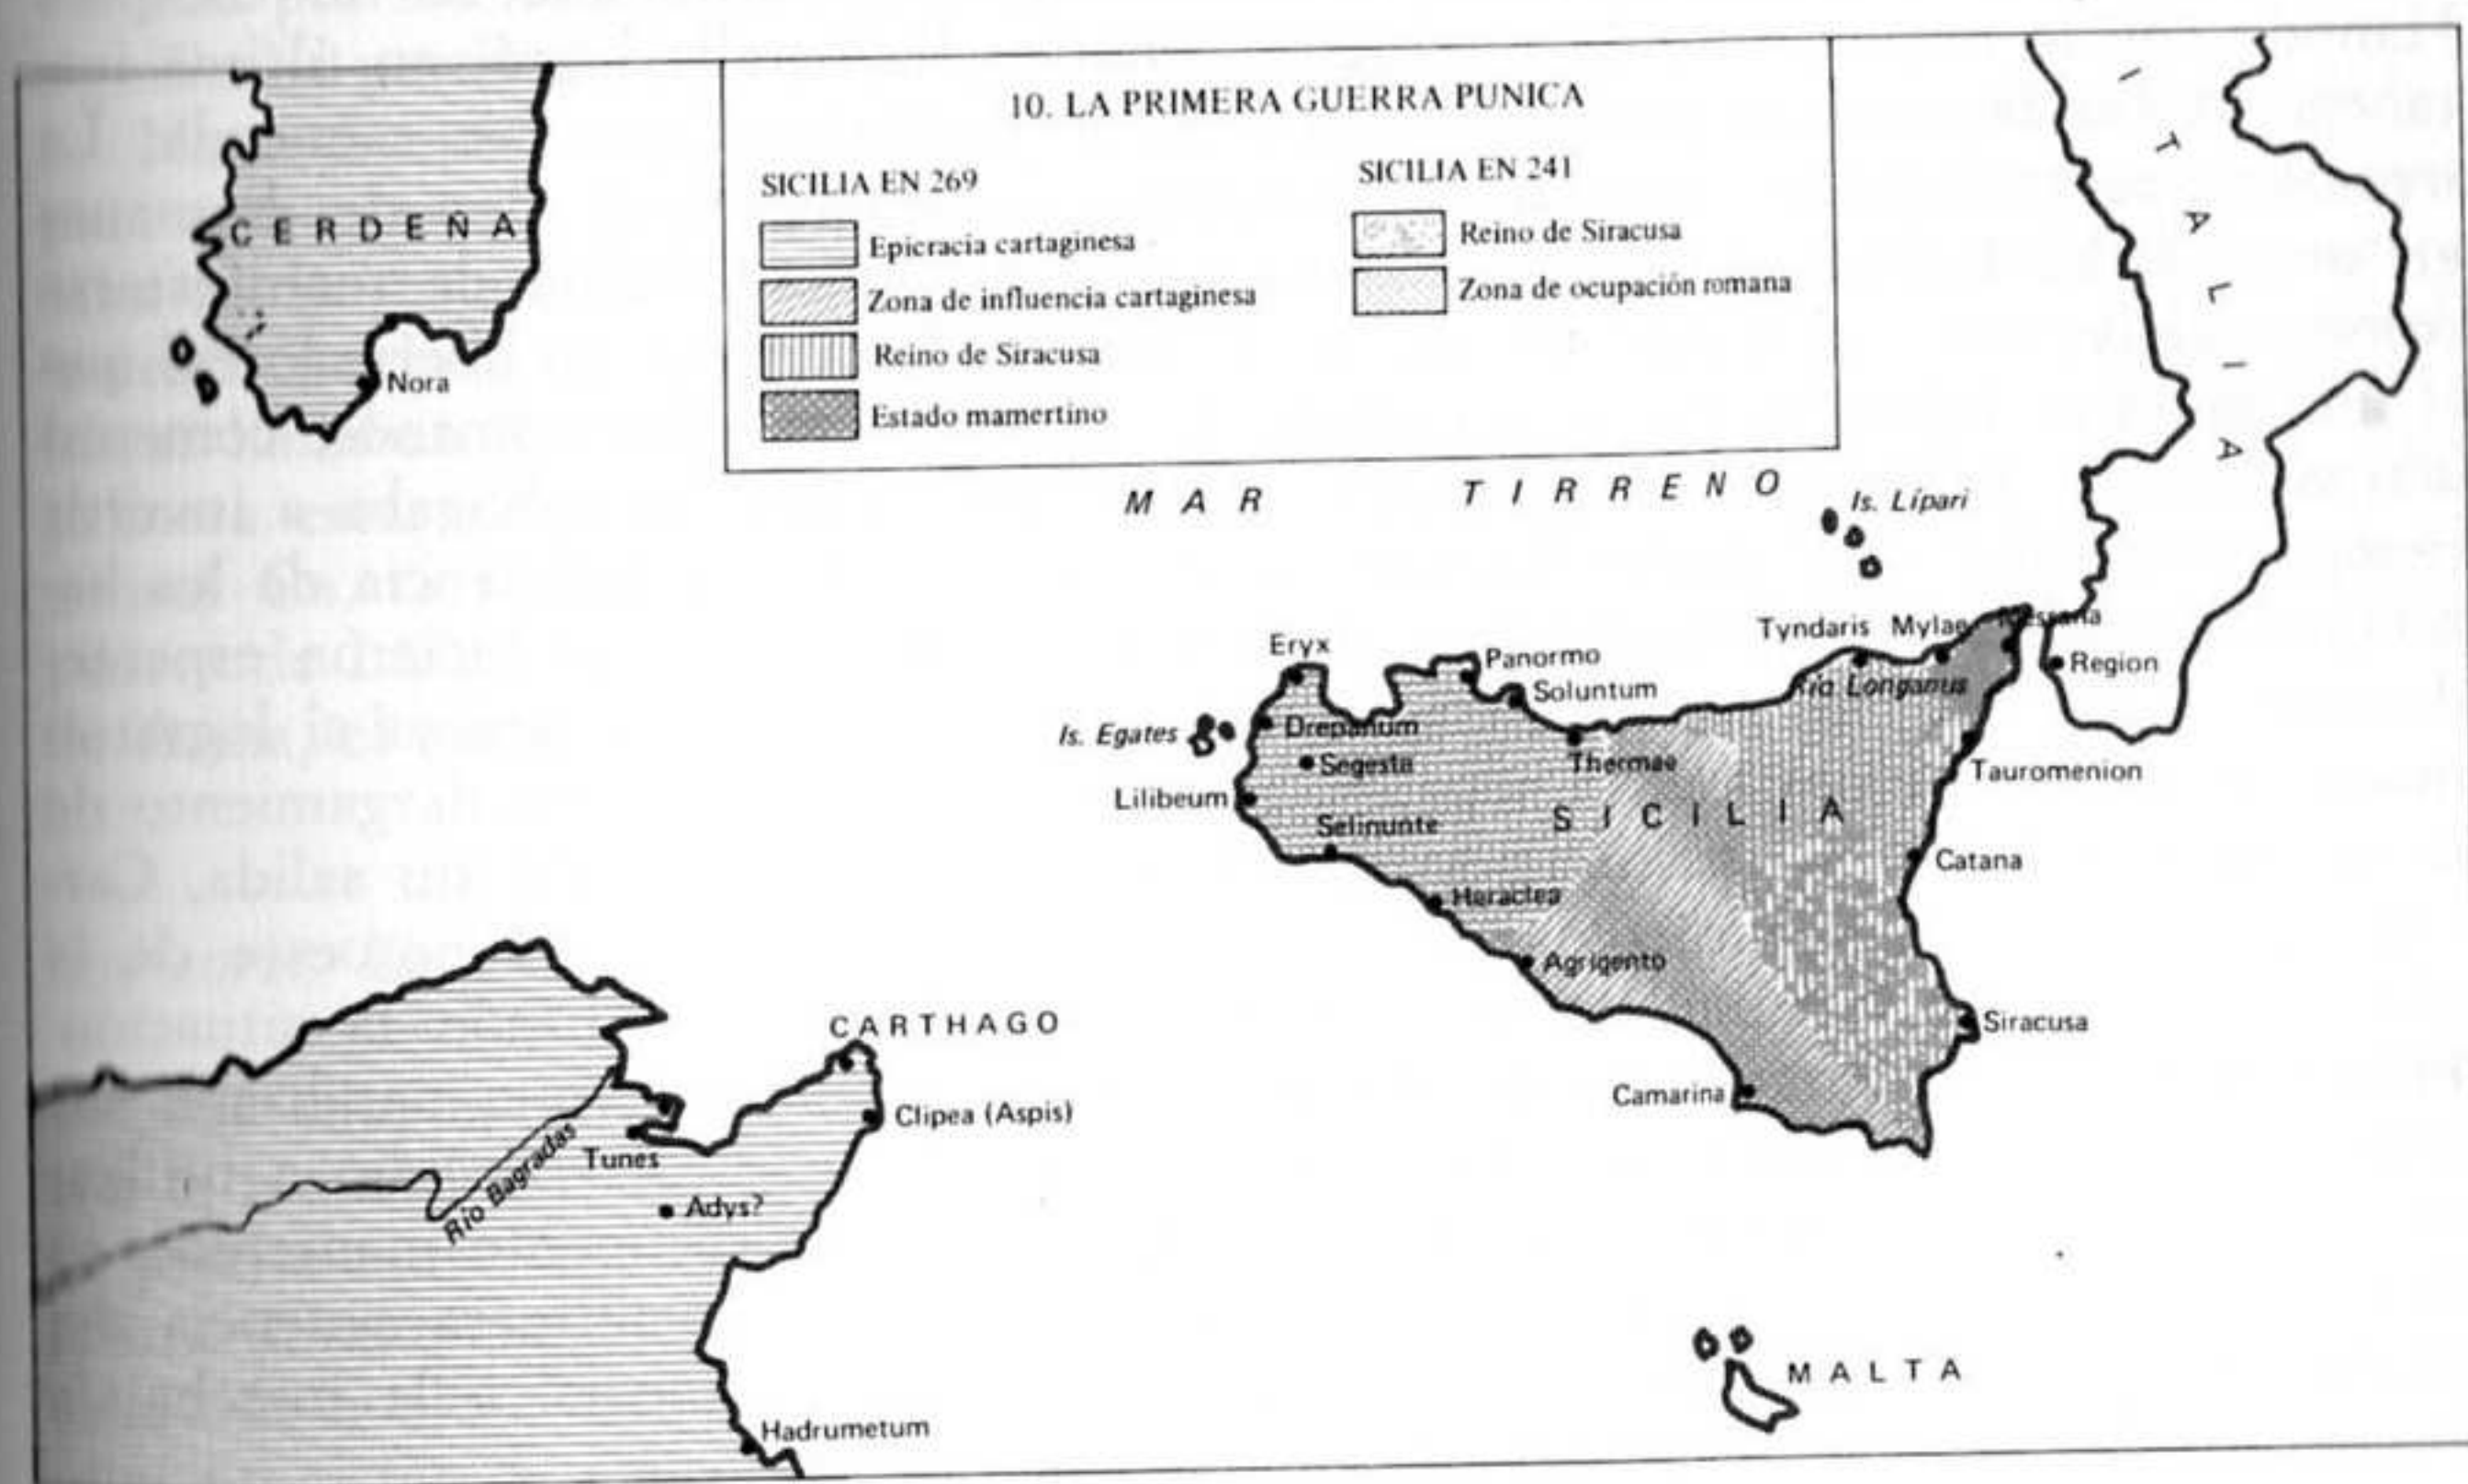 10. LA PRIMERA GUERRA PUNICA
SICILIA EN 269
Epicracia cartaginesa
Zona de influencia cartaginesa
Reino de Siracusa
Estado mamertino
SICILIA EN 241
Reino de Siracusa
Zona de ocupación romana
CERDEÑA
Nora
ITALIA
MAR TIRRENO
Is. Lípari
Tyndaris
Mylae
Messana
Region
Río Longanus
Eryx
Panormo
Soluntum
Is. Egates
Drepanum
Segesta
Thermae
Tauromenion
Lilibeum
Selinunte
SICILIA
Catana
Heraclea
Agrigento
Siracusa
Camarina
CARTHAGO
Clipea (Aspis)
Río Bagradas
Tunes
Adys?
MALTA
Hadrumetum